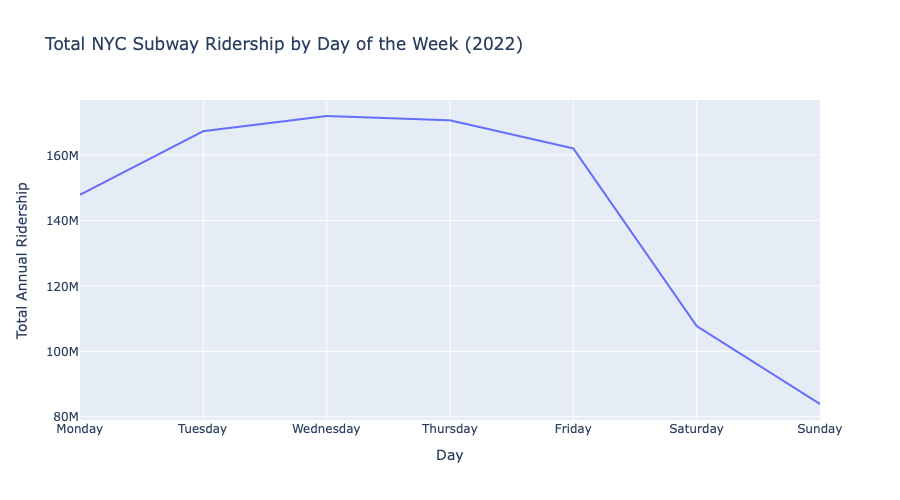 Total NYC Subway Ridership by Day of the Week (2022)
Total Annual Ridership
160M
140M
120M
100M
80M
Monday Tuesday Wednesday Thursday Friday Saturday Sunday
Day